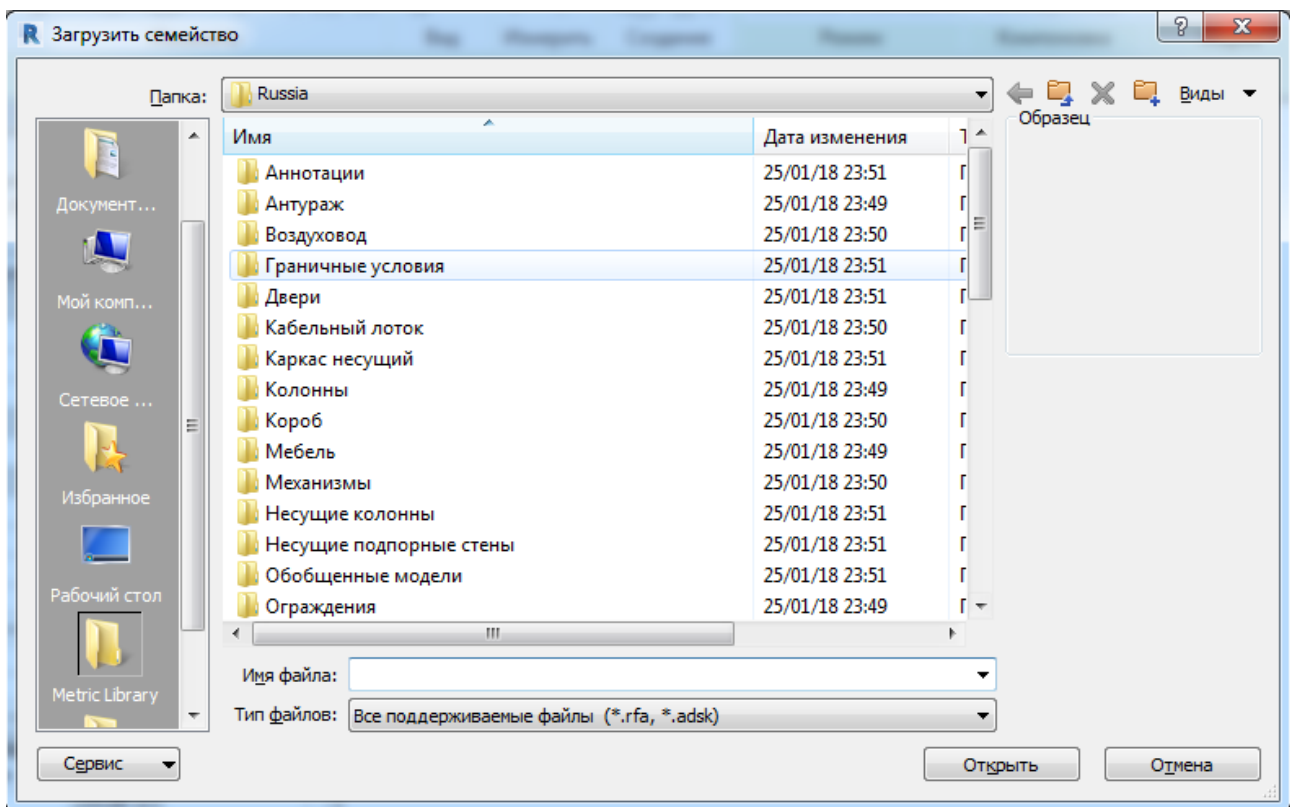 Загрузить семейство
Папка: Russia Виды
Образец
Имя Дата изменения
Аннотации 25/01/18 23:51
Антураж 25/01/18 23:49
Воздуховод 25/01/18 23:50
Граничные условия 25/01/18 23:51
Двери 25/01/18 23:51
Кабельный лоток 25/01/18 23:50
Каркас несущий 25/01/18 23:51
Колонны 25/01/18 23:49
Короб 25/01/18 23:50
Мебель 25/01/18 23:49
Механизмы 25/01/18 23:50
Несущие колонны 25/01/18 23:51
Несущие подпорные стены 25/01/18 23:51
Обобщенные модели 25/01/18 23:51
Ограждения 25/01/18 23:49
Документ...
Мой комп...
Сетевое ...
Избранное
Рабочий стол
Metric Library
Имя файла:
Тип файлов: Все поддерживаемые файлы (*.rfa, *.adsk)
Сервис Открыть Отмена